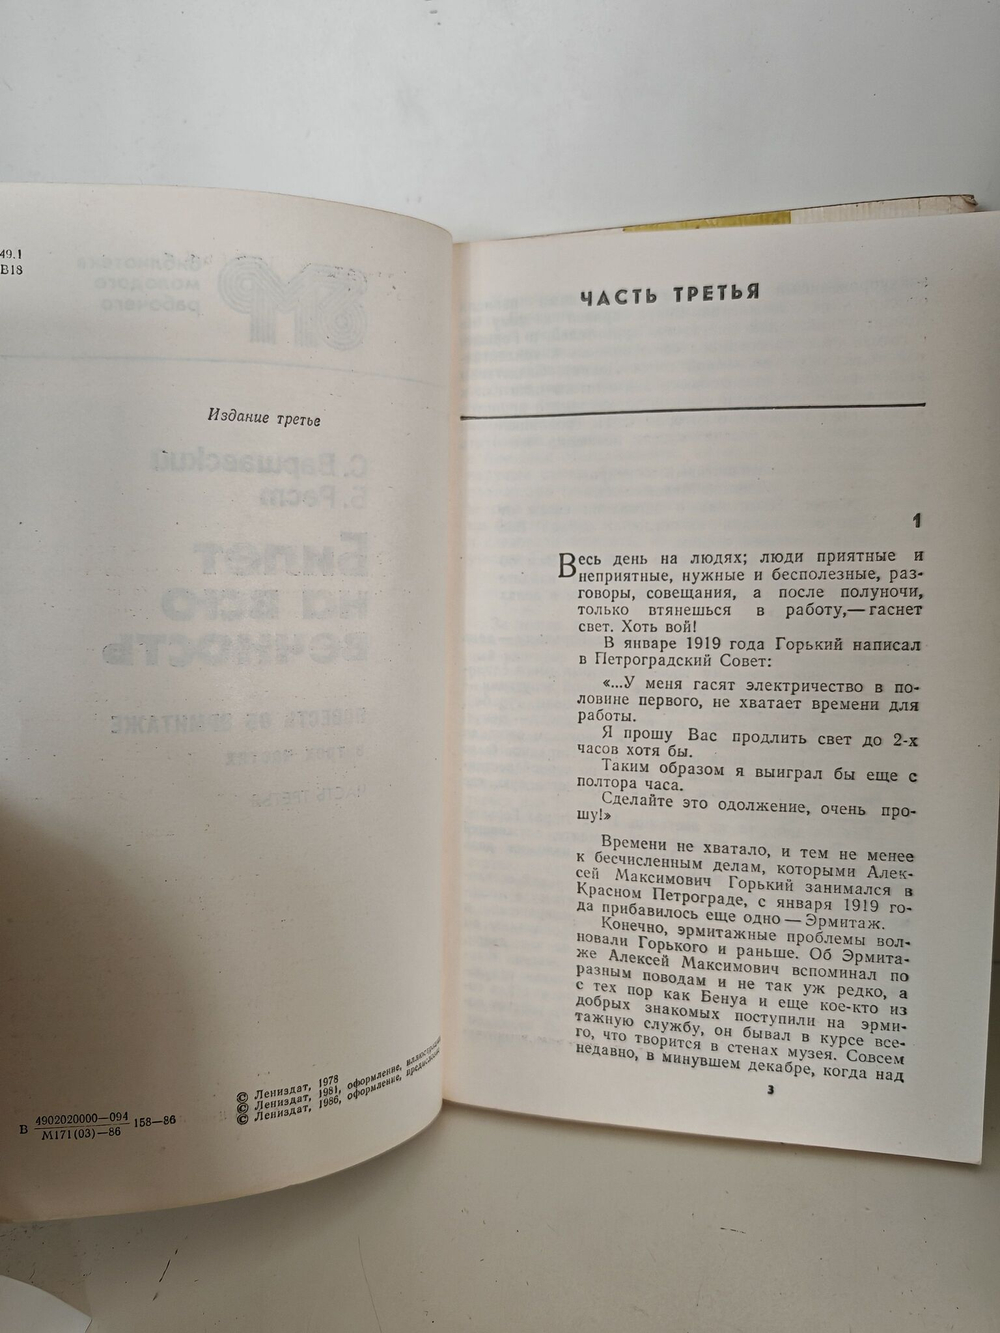 49.1
В18
Издание третье
В 4902020000—094 158—86
М171(03)—86
© Лениздат, 1978
© Лениздат, 1981, оформление,
© Лениздат, 1986, оформление,
ЧАСТЬ ТРЕТЬЯ
1
Весь день на людях; люди приятные и
неприятные, нужные и бесполезные, раз-
говоры, совещания, а после полуночи,
только втянешься в работу,— гаснет
свет. Хоть вой!
В январе 1919 года Горький написал
в Петроградский Совет:
«...У меня гасят электричество в по-
ловине первого, не хватает времени для
работы.
Я прошу Вас продлить свет до 2-х
часов хотя бы.
Таким образом я выиграл бы еще с
полтора часа.
Сделайте это одолжение, очень про-
шу!»
Времени не хватало, и тем не менее
к бесчисленным делам, которыми Алек-
сей Максимович Горький занимался в
Красном Петрограде, с января 1919 го-
да прибавилось еще одно — Эрмитаж.
Конечно, эрмитажные проблемы вол-
новали Горького и раньше. Об Эрмита-
же Алексей Максимович вспоминал по
разным поводам и не так уж редко, а
с тех пор как Бенуа и еще кое-кто из
добрых знакомых поступили на эрми-
тажную службу, он бывал в курсе все-
го, что творится в стенах музея. Совсем
недавно, в минувшем декабре, когда над
3